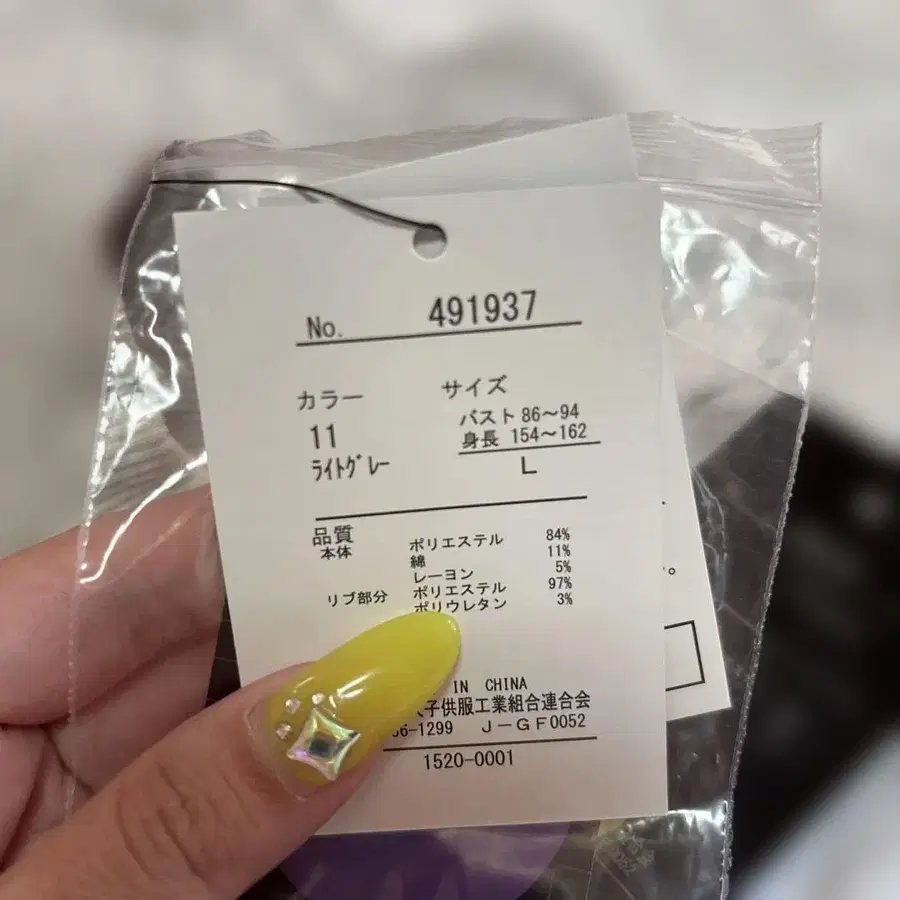 No. 491937
カラー サイズ
11 バスト 86～94
身長 154～162
ﾗｲﾄｸﾞﾚｰ L
品質
本体 ポリエステル 84%
綿 11%
レーヨン 5%
リブ部分 ポリエステル 97%
ポリウレタン 3%
IN CHINA
子供服工業組合連合会
6-1299 J-GF0052
1520-0001